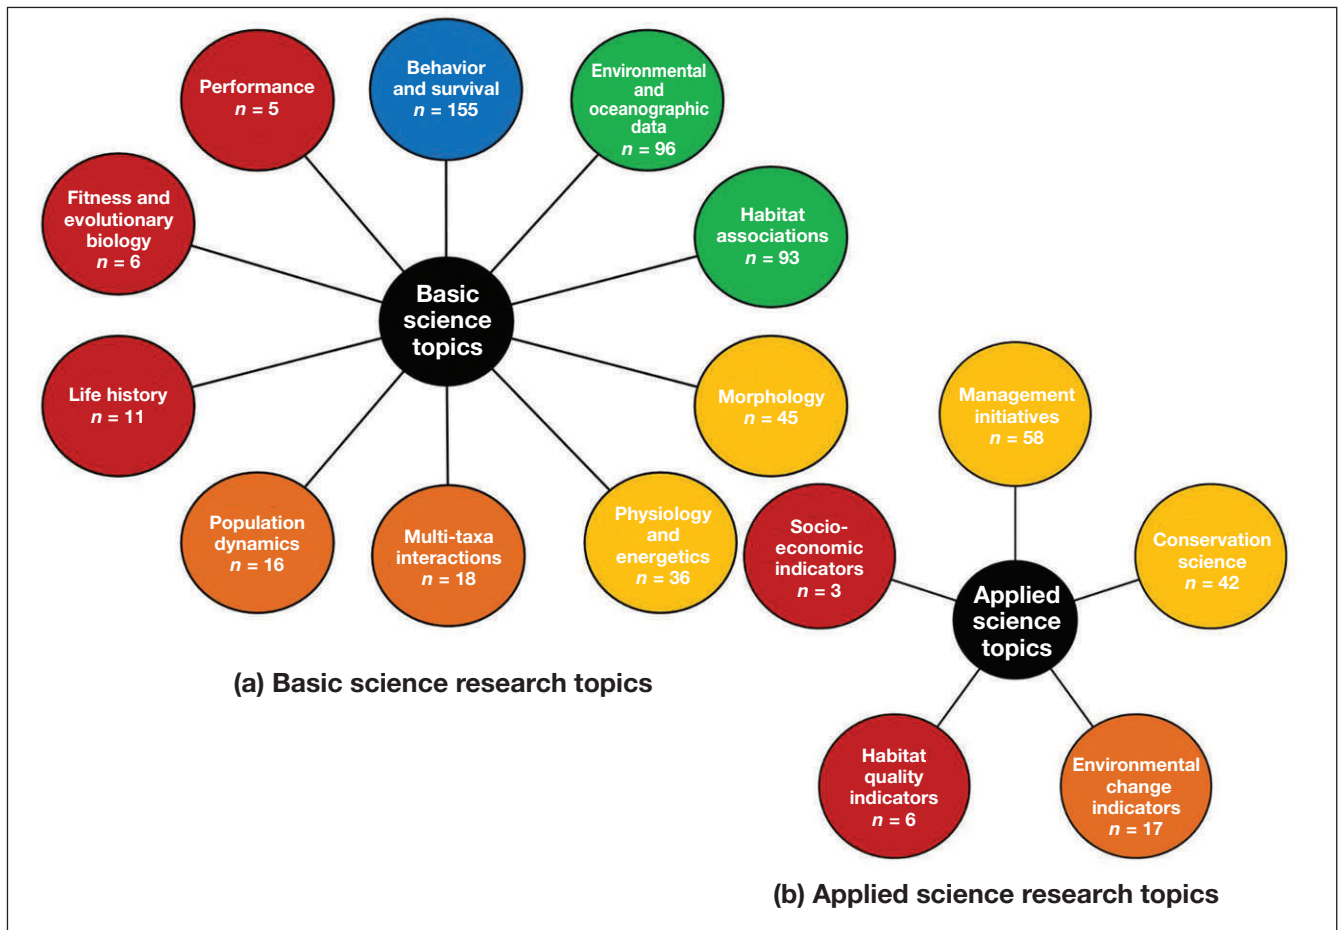 Performance
n = 5
Behavior
and survival
n = 155
Environmental
and
oceanographic
data
n = 96
Fitness and
evolutionary
biology
n = 6
Habitat
associations
n = 93
Basic
science
topics
Life history
n = 11
Morphology
n = 45
Population
dynamics
n = 16
Multi-taxa
interactions
n = 18
Physiology
and
energetics
n = 36
(a) Basic science research topics
Management
initiatives
n = 58
Socio-
economic
indicators
n = 3
Conservation
science
n = 42
Applied
science
topics
Habitat
quality
indicators
n = 6
Environmental
change
indicators
n = 17
(b) Applied science research topics